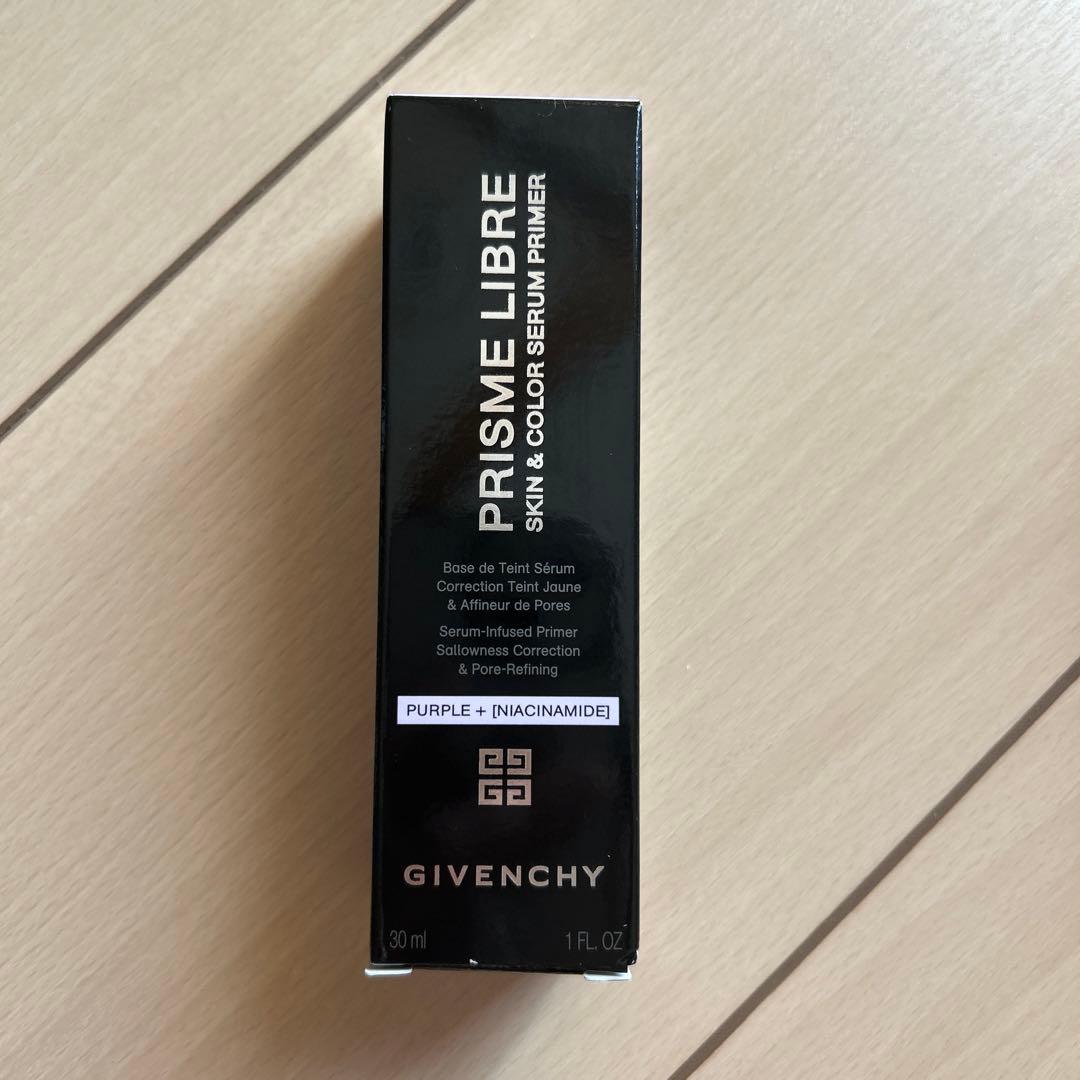 PRISME LIBRE
SKIN & COLOR SERUM PRIMER
Base de Teint Sérum
Correction Teint Jaune
& Affineur de Pores
Serum-Infused Primer
Sallowness Correction
& Pore-Refining
PURPLE + [NIACINAMIDE]
GIVENCHY
30 ml
1 FL. OZ